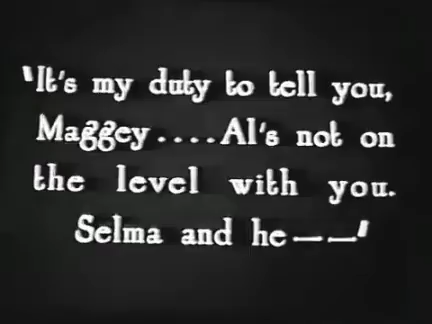 "It's my duty to tell you,
Maggey....Al's not on
the level with you.
Selma and he — —"